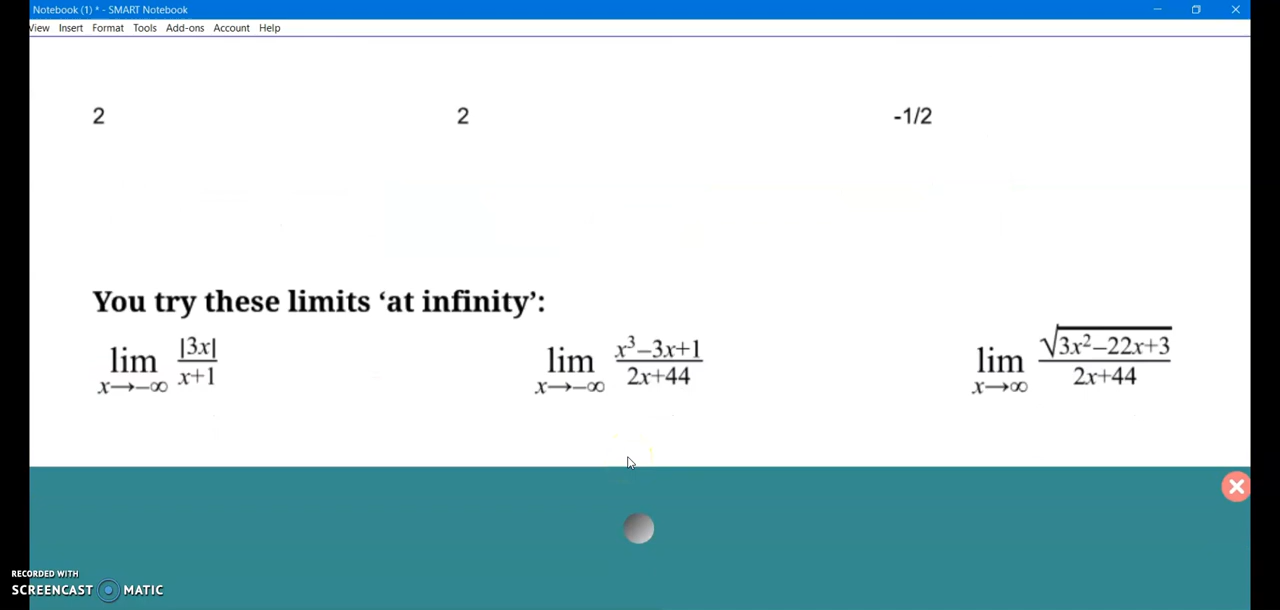 Notebook (1) * - SMART Notebook
View Insert Format Tools Add-ons Account Help
2 2 -1/2
You try these limits ‘at infinity’:
lim x→−∞ |3x|/x+1
lim x→−∞ x³−3x+1/2x+44
lim x→∞ √3x²−22x+3/2x+44
RECORDED WITH
SCREENCAST MATIC